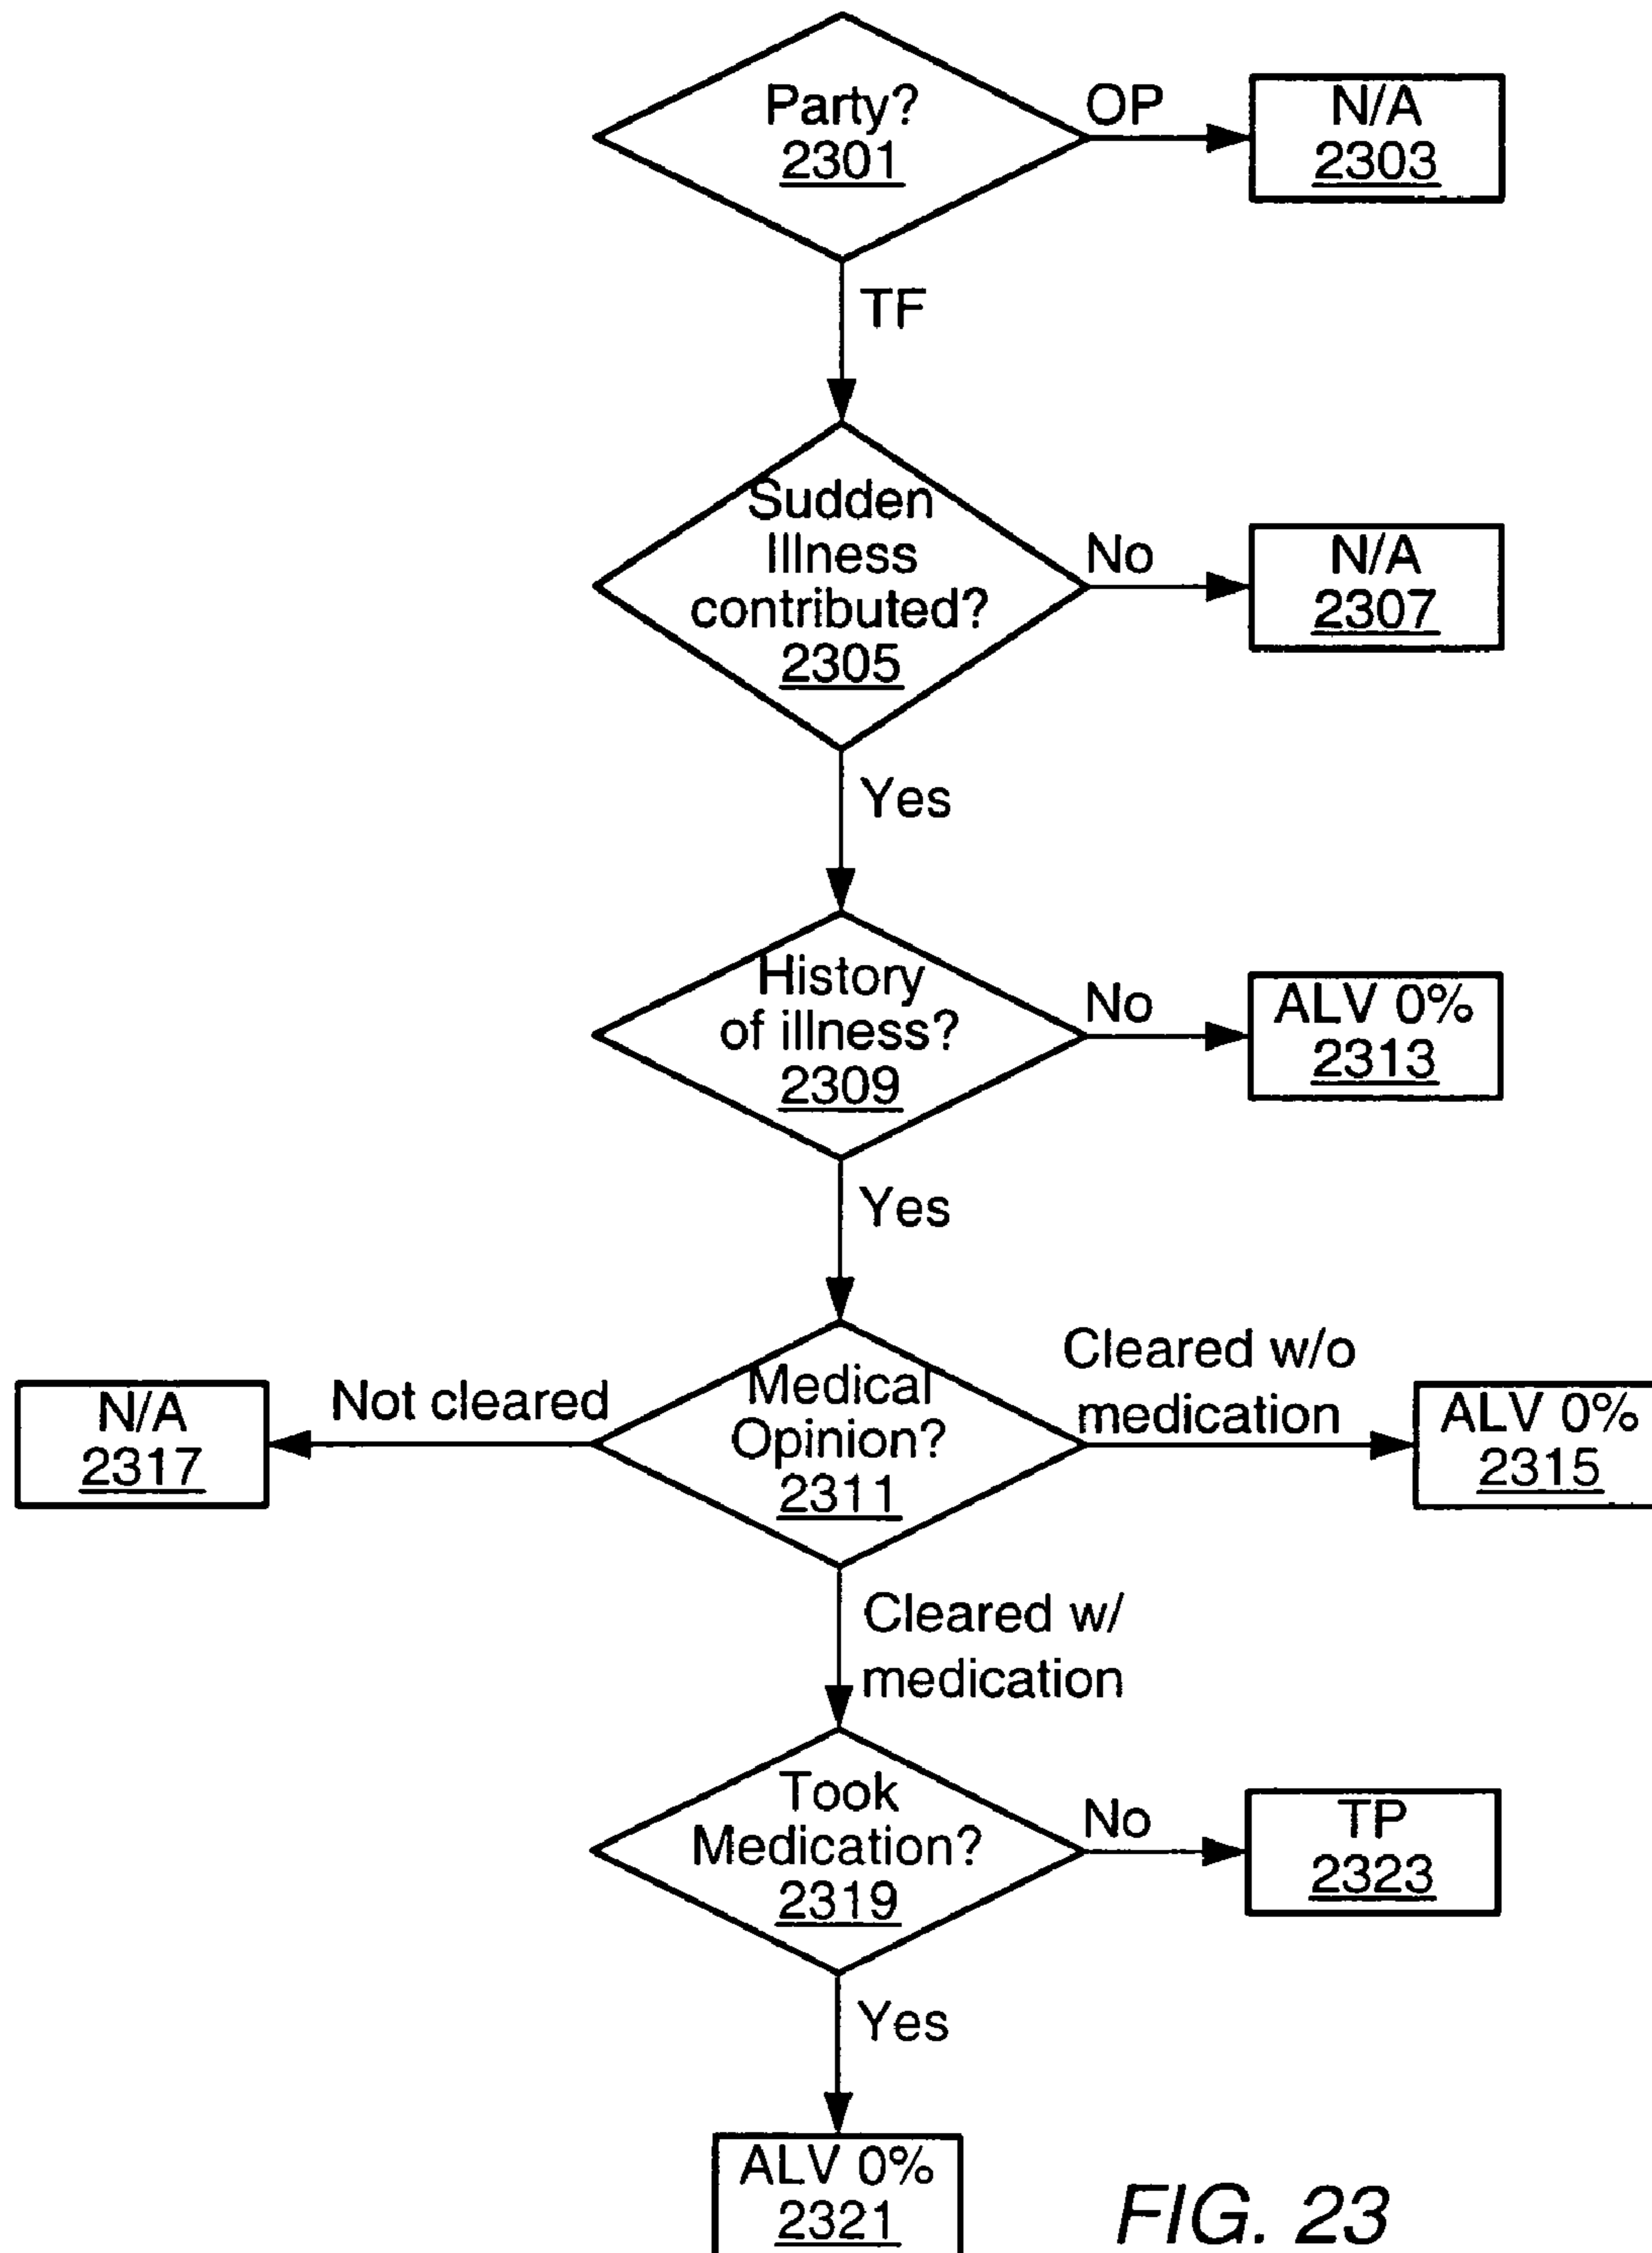 Party?
2301
OP
N/A
2303
TF
Sudden
Illness
contributed?
2305
No
N/A
2307
Yes
History
of illness?
2309
No
ALV 0%
2313
Yes
Medical
Opinion?
2311
Not cleared
N/A
2317
Cleared w/o
medication
ALV 0%
2315
Cleared w/
medication
Took
Medication?
2319
No
TP
2323
Yes
ALV 0%
2321
FIG. 23